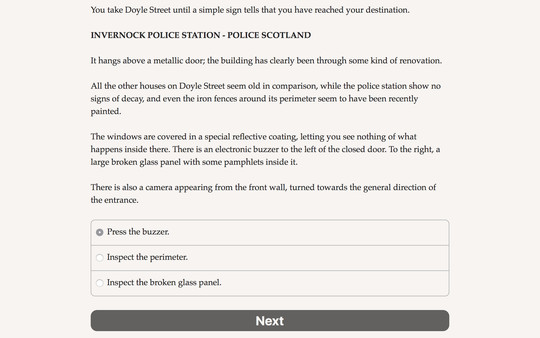 You take Doyle Street until a simple sign tells that you have reached your destination.
INVERNOCK POLICE STATION - POLICE SCOTLAND
It hangs above a metallic door; the building has clearly been through some kind of renovation.
All the other houses on Doyle Street seem old in comparison, while the police station show no
signs of decay, and even the iron fences around its perimeter seem to have been recently
painted.
The windows are covered in a special reflective coating, letting you see nothing of what
happens inside there. There is an electronic buzzer to the left of the closed door. To the right, a
large broken glass panel with some pamphlets inside it.
There is also a camera appearing from the front wall, turned towards the general direction of
the entrance.
Press the buzzer.
Inspect the perimeter.
Inspect the broken glass panel.
Next